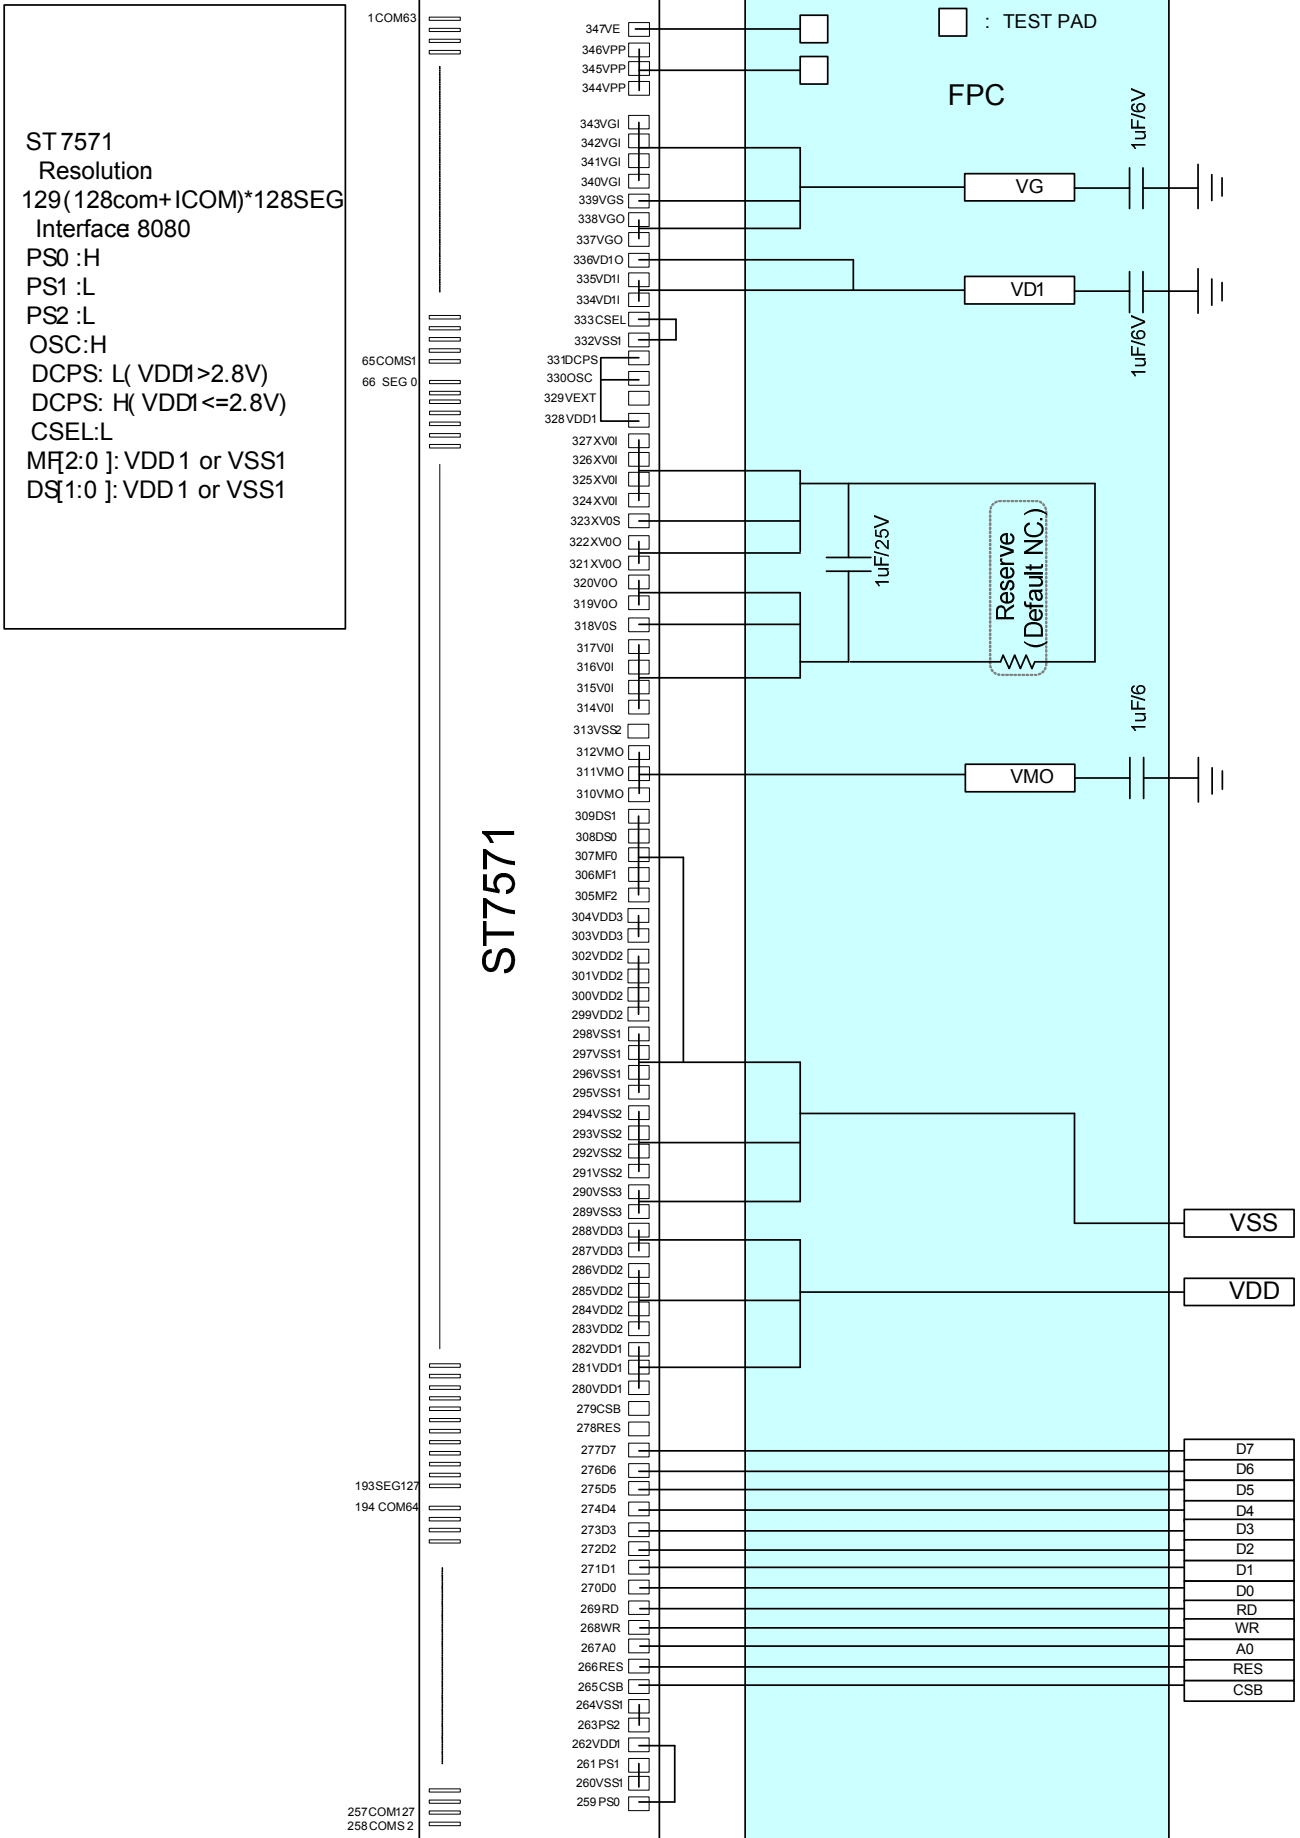 ST7571
Resolution
129(128com+ICOM)*128SEG
Interface: 8080
PS0 :H
PS1 :L
PS2 :L
OSC:H
DCPS: L( VDD1>2.8V)
DCPS: H( VDD1<=2.8V)
CSEL:L
MF[2:0 ]: VDD1 or VSS1
DS[1:0 ]: VDD1 or VSS1
1COM63
65COMS1
66 SEG 0
193SEG127
194 COM64
257COM127
258COMS2
ST7571
347VE
346VPP
345VPP
344VPP
343VGI
342VGI
341VGI
340VGI
339VGS
338VGO
337VGO
336VD1O
335VD1I
334VD1I
333CSEL
332VSS1
331DCPS
330OSC
329VEXT
328VDD1
327XV0I
326XV0I
325XV0I
324XV0I
323XV0S
322XV0O
321XV0O
320V0O
319V0O
318V0S
317V0I
316V0I
315V0I
314V0I
313VSS2
312VMO
311VMO
310VMO
309DS1
308DS0
307MF0
306MF1
305MF2
304VDD3
303VDD3
302VDD2
301VDD2
300VDD2
299VDD2
298VSS1
297VSS1
296VSS1
295VSS1
294VSS2
293VSS2
292VSS2
291VSS2
290VSS3
289VSS3
288VDD3
287VDD3
286VDD2
285VDD2
284VDD2
283VDD2
282VDD1
281VDD1
280VDD1
279CSB
278RES
277D7
276D6
275D5
274D4
273D3
272D2
271D1
270D0
269RD
268WR
267A0
266RES
265CSB
264VSS1
263PS2
262VDD1
261PS1
260VSS1
259PS0
: TEST PAD
FPC
1uF/6V
VG
VD1
1uF/6V
1uF/25V
Reserve
(Default NC.)
1uF/6
VMO
VSS
VDD
D7
D6
D5
D4
D3
D2
D1
D0
RD
WR
A0
RES
CSB